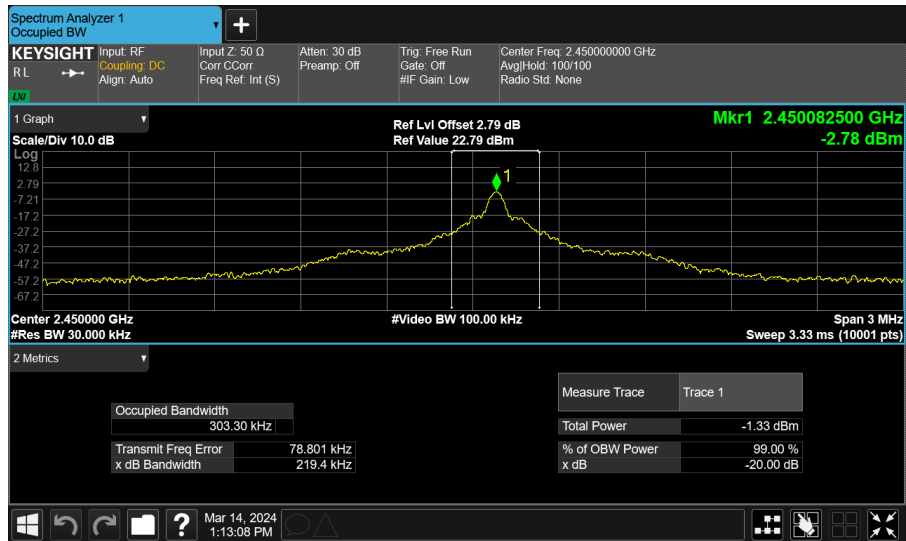 Spectrum Analyzer 1
Occupied BW
+
KEYSIGHT
R L
LXI
Input: RF
Coupling: DC
Align: Auto
Input Z: 50 Ω
Corr CCorr
Freq Ref: Int (S)
Atten: 30 dB
Preamp: Off
Trig: Free Run
Gate: Off
#IF Gain: Low
Center Freq: 2.450000000 GHz
Avg|Hold: 100/100
Radio Std: None
1 Graph
Scale/Div 10.0 dB
Ref Lvl Offset 2.79 dB
Ref Value 22.79 dBm
Mkr1 2.450082500 GHz
-2.78 dBm
Log
12.8
2.79
-7.21
-17.2
-27.2
-37.2
-47.2
-57.2
-67.2
1
Center 2.450000 GHz
#Video BW 100.00 kHz
Span 3 MHz
#Res BW 30.000 kHz
Sweep 3.33 ms (10001 pts)
2 Metrics
Occupied Bandwidth
303.30 kHz
Transmit Freq Error 78.801 kHz
x dB Bandwidth 219.4 kHz
Measure Trace Trace 1
Total Power -1.33 dBm
% of OBW Power 99.00 %
x dB -20.00 dB
?
Mar 14, 2024
1:13:08 PM